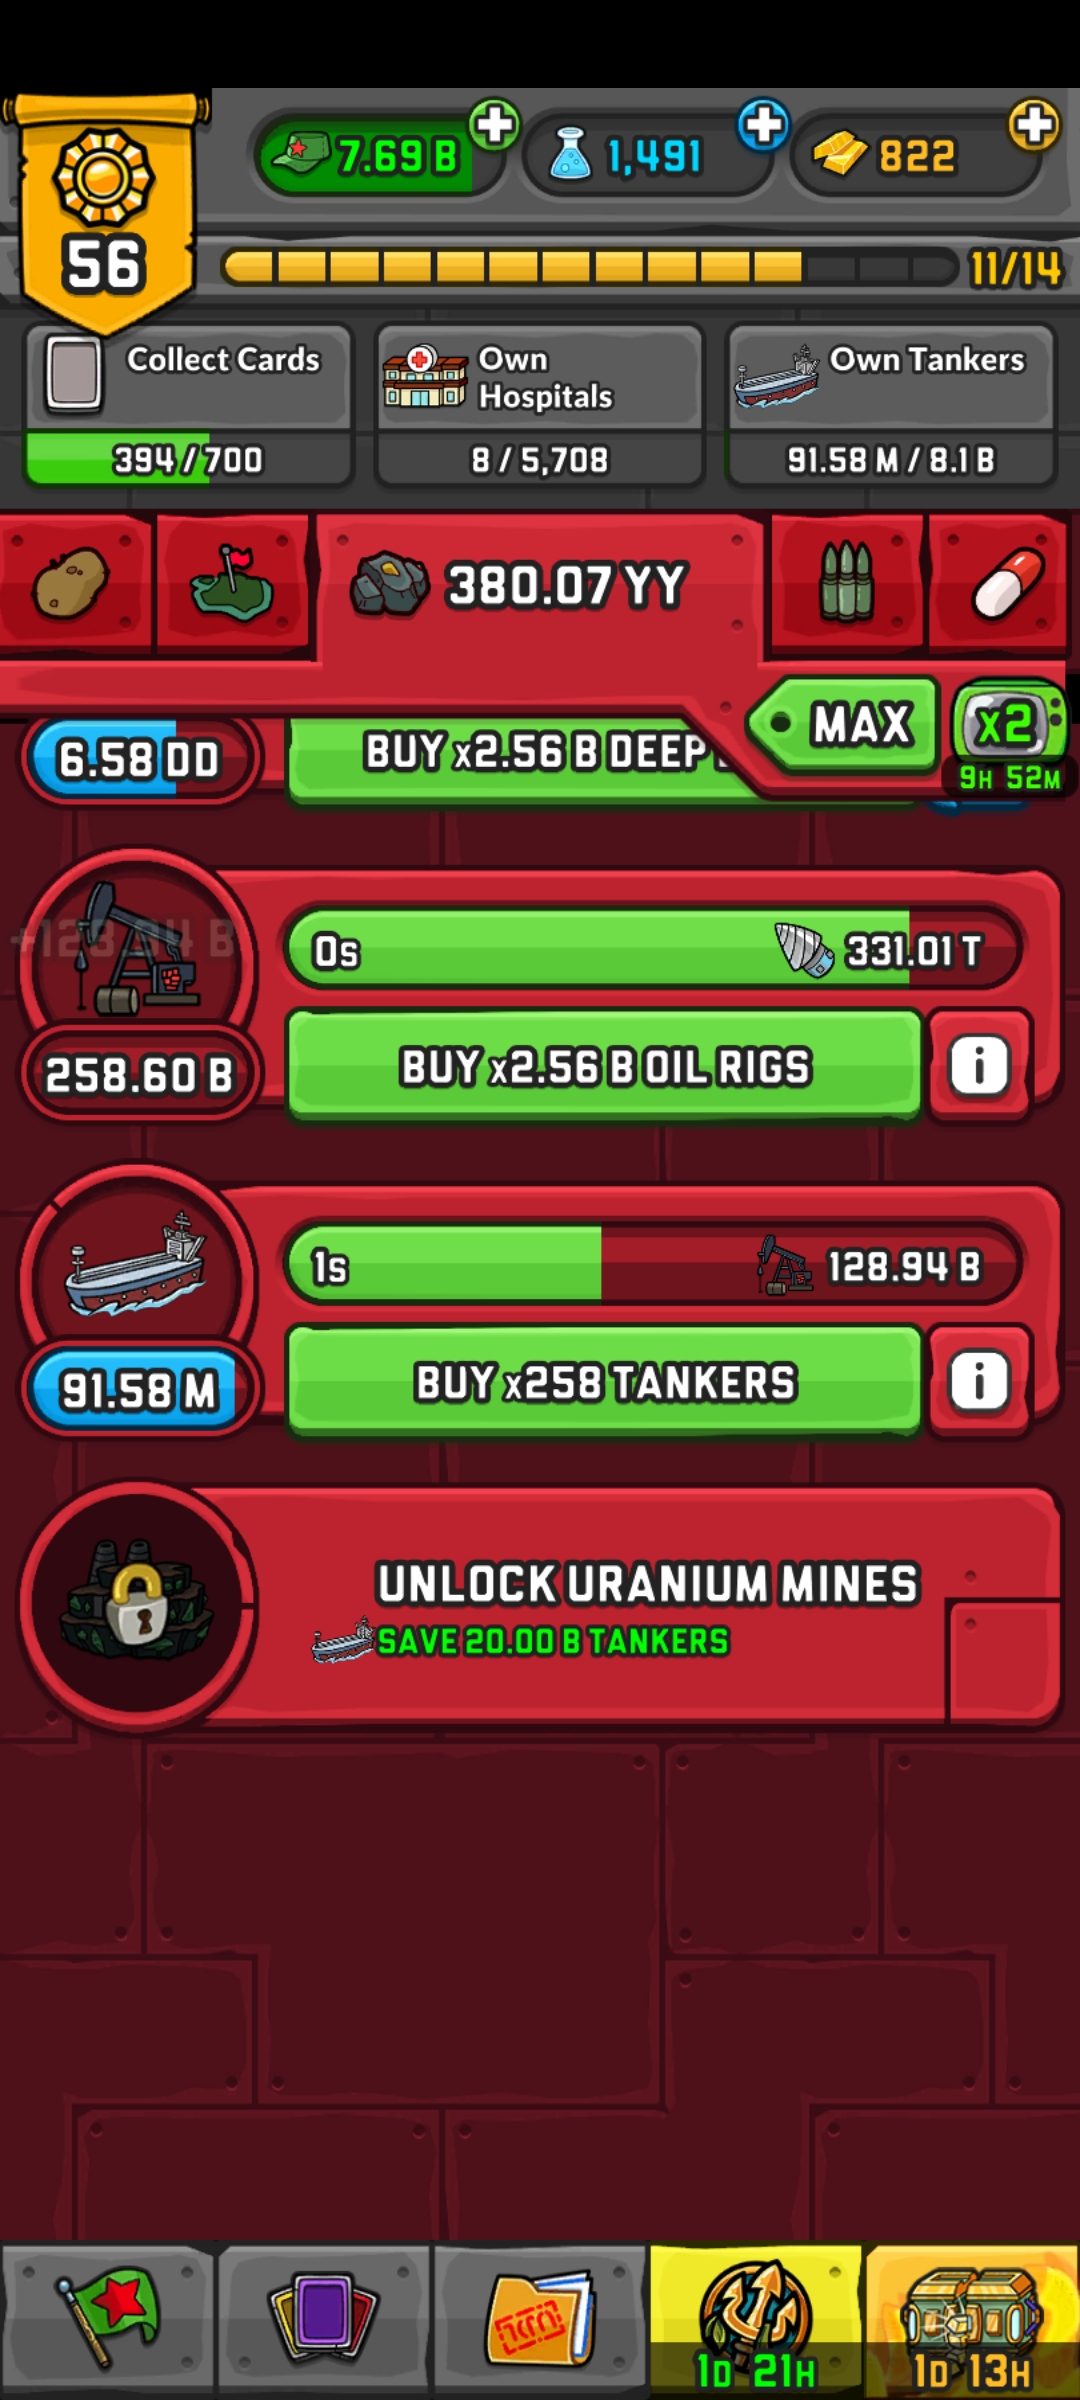 7.69 B
1,491
822
56
11/14
Collect Cards
394 / 700
Own
Hospitals
8 / 5,708
Own Tankers
91.58 M / 8.1 B
380.07 YY
MAX
X2
9H 52M
6.58 DD
BUY x2.56 B DEEP
+128.94 B
0s
331.01 T
258.60 B
BUY x2.56 B OIL RIGS
i
1s
128.94 B
91.58 M
BUY x258 TANKERS
i
UNLOCK URANIUM MINES
SAVE 20.00 B TANKERS
1D 21H
1D 13H